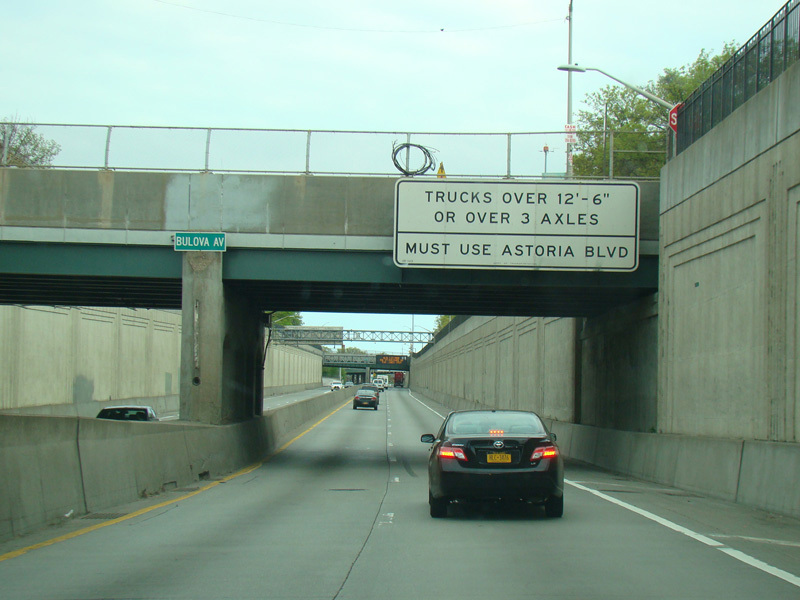 BULOVA AV
TRUCKS OVER 12'-6"
OR OVER 3 AXLES
MUST USE ASTORIA BLVD